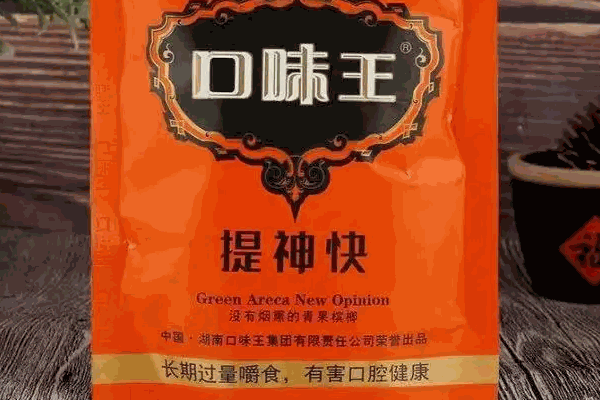 口味王®
提神快
Green Areca New Opinion
没有烟熏的青果槟榔
中国·湖南口味王集团有限责任公司荣誉出品
长期过量嚼食，有害口腔健康